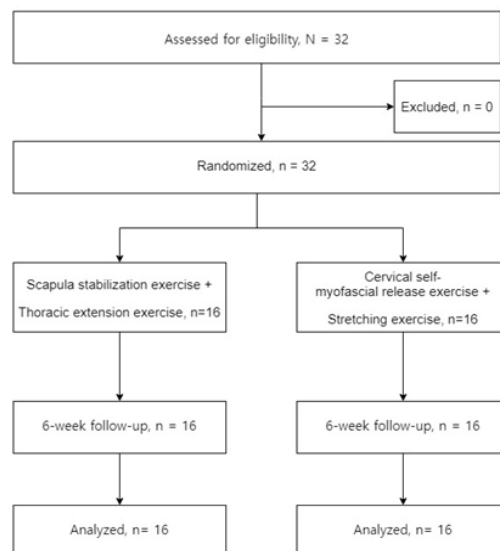 Assessed for eligibility, N = 32
Excluded, n = 0
Randomized, n = 32
Scapula stabilization exercise +
Thoracic extension exercise, n=16
Cervical self-
myofascial release exercise +
Stretching exercise, n=16
6-week follow-up, n = 16
6-week follow-up, n = 16
Analyzed, n= 16
Analyzed, n= 16